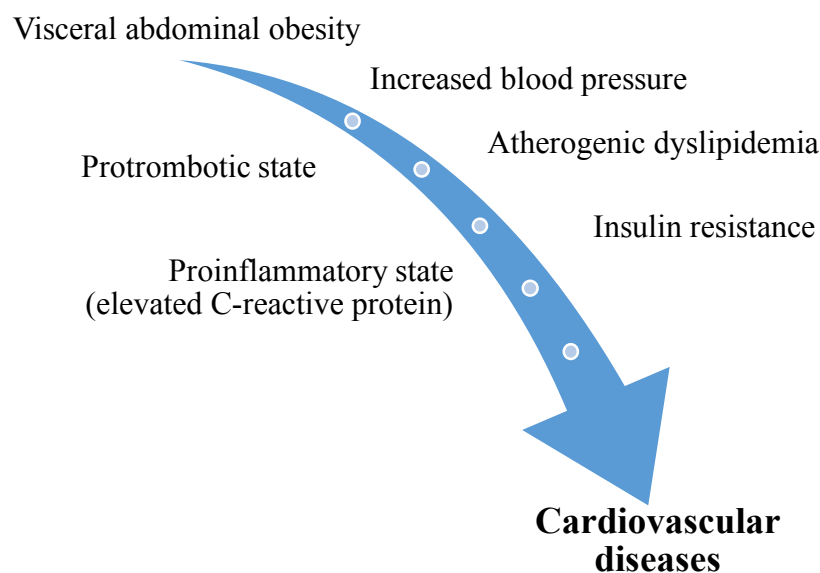 Visceral abdominal obesity
Increased blood pressure
Atherogenic dyslipidemia
Protrombotic state
Insulin resistance
Proinflammatory state
(elevated C-reactive protein)
Cardiovascular
diseases